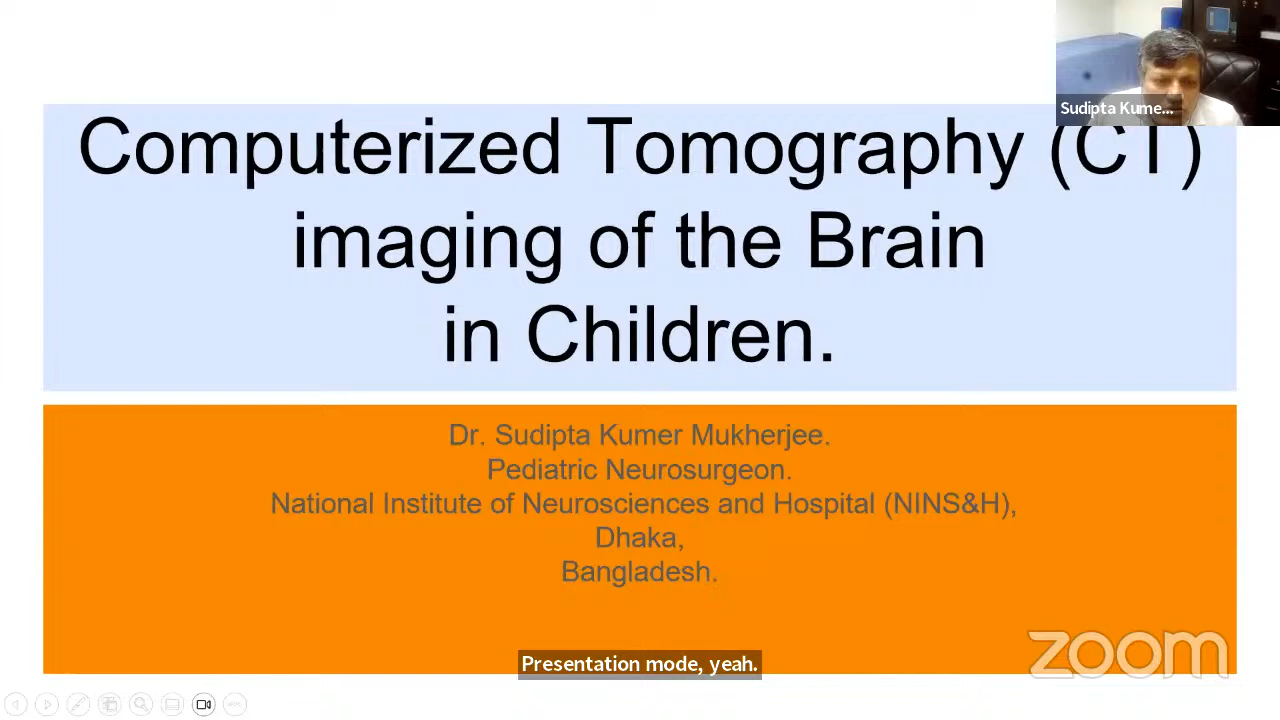 Sudipta Kume...
Computerized Tomography (CT)
imaging of the Brain
in Children.
Dr. Sudipta Kumer Mukherjee.
Pediatric Neurosurgeon.
National Institute of Neurosciences and Hospital (NINS&H),
Dhaka,
Bangladesh.
Presentation mode, yeah.
zoom